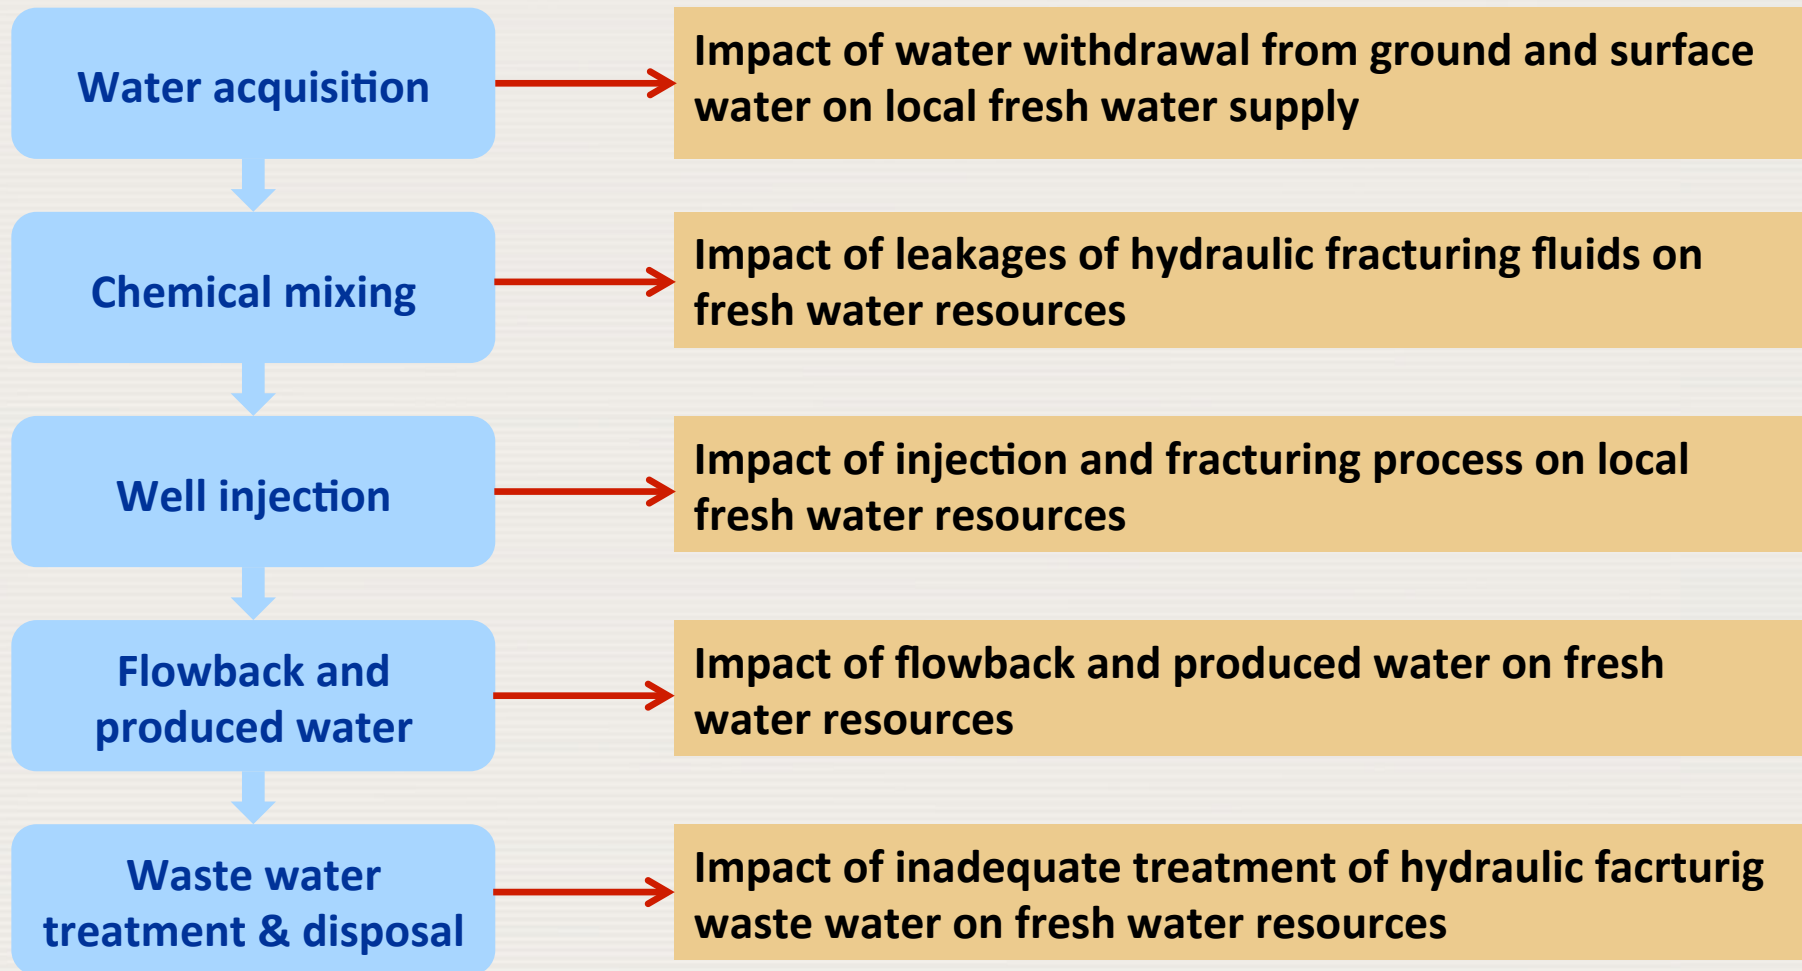 Water acquisition
Impact of water withdrawal from ground and surface
water on local fresh water supply
Chemical mixing
Impact of leakages of hydraulic fracturing fluids on
fresh water resources
Well injection
Impact of injection and fracturing process on local
fresh water resources
Flowback and
produced water
Impact of flowback and produced water on fresh
water resources
Waste water
treatment & disposal
Impact of inadequate treatment of hydraulic facrturig
waste water on fresh water resources